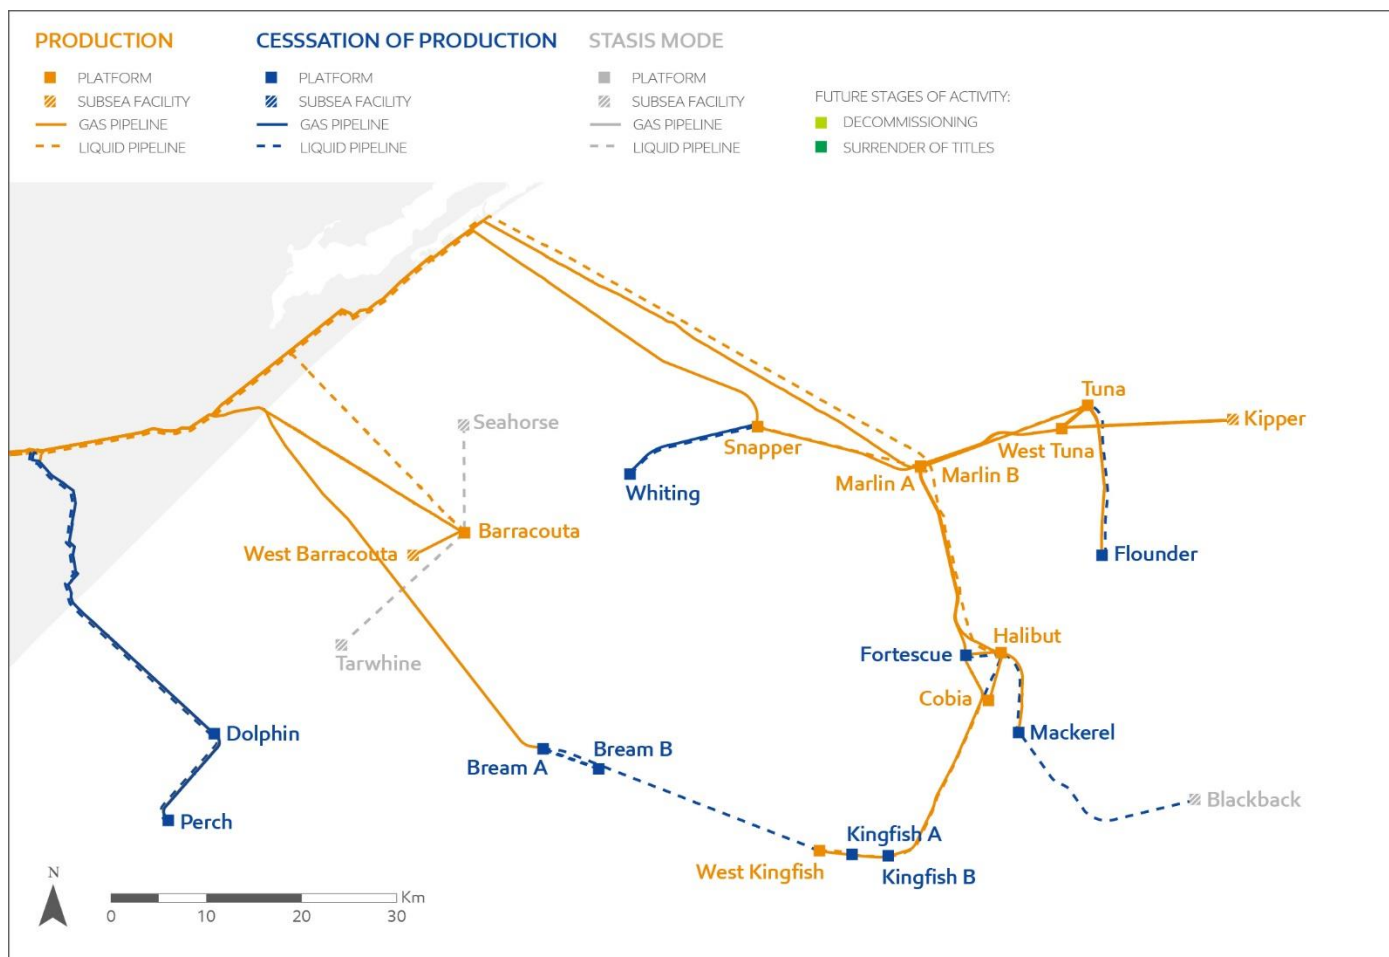 PRODUCTION
PLATFORM
SUBSEA FACILITY
GAS PIPELINE
LIQUID PIPELINE
CESSSATION OF PRODUCTION
PLATFORM
SUBSEA FACILITY
GAS PIPELINE
LIQUID PIPELINE
STASIS MODE
PLATFORM
SUBSEA FACILITY
GAS PIPELINE
LIQUID PIPELINE
FUTURE STAGES OF ACTIVITY:
DECOMMISSIONING
SURRENDER OF TITLES
Tuna
Kipper
Seahorse
Snapper
West Tuna
Marlin A
Marlin B
Whiting
Barracouta
West Barracouta
Flounder
Tarwhine
Halibut
Fortescue
Cobia
Dolphin
Mackerel
Bream A
Bream B
Blackback
Perch
Kingfish A
West Kingfish
Kingfish B
N
Km
0 10 20 30